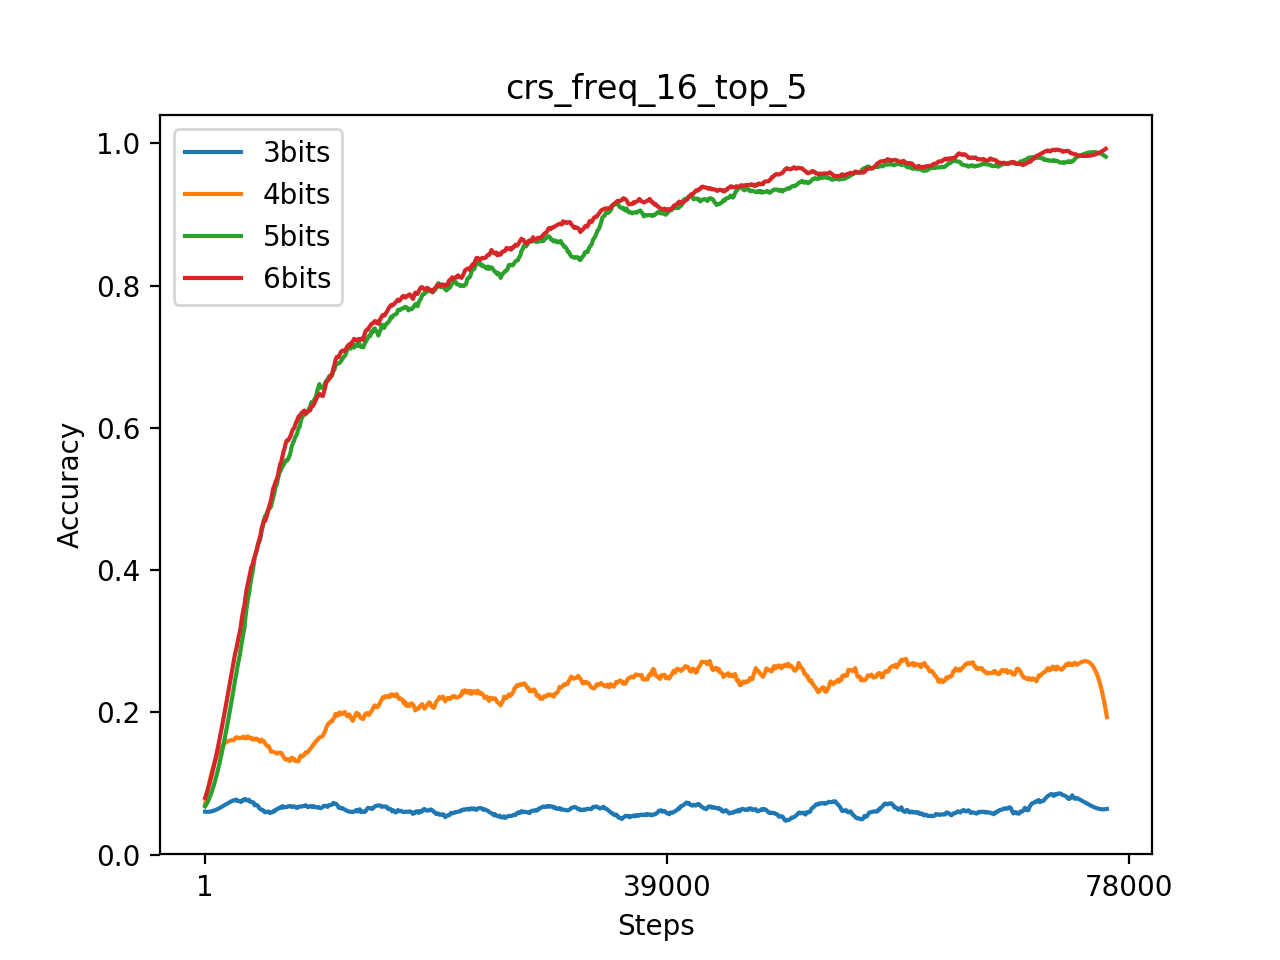 crs_freq_16_top_5
3bits
4bits
5bits
6bits
1.0
0.8
0.6
0.4
0.2
0.0
Accuracy
1 39000 78000
Steps